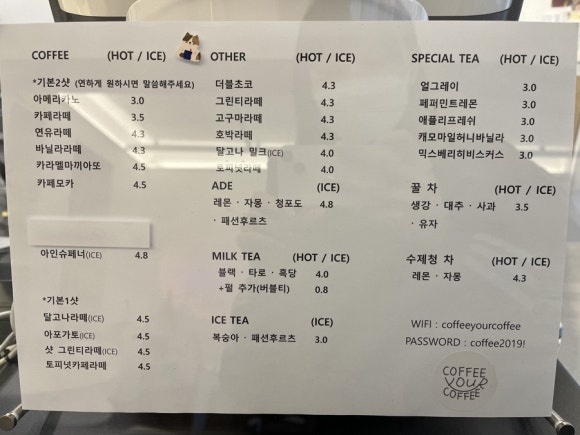 COFFEE (HOT / ICE)
*기본2샷 (연하게 원하시면 말씀해주세요)
아메리카노 3.0
카페라떼 3.5
연유라떼 4.3
바닐라라떼 4.3
카라멜마끼아또 4.5
카페모카 4.5
아인슈페너(ICE) 4.8
*기본1샷
달고나라떼(ICE) 4.5
아포가토(ICE) 4.5
샷 그린티라떼(ICE) 4.5
토피넛카페라떼 4.5
OTHER (HOT / ICE)
더블초코 4.3
그린티라떼 4.3
고구마라떼 4.3
호박라떼 4.3
달고나 밀크(ICE) 4.0
토피넛라떼 4.0
ADE (ICE)
레몬 · 자몽 · 청포도 4.8
· 패션후르츠
MILK TEA (HOT / ICE)
블랙 · 타로 · 흑당 4.0
+펄 추가(버블티) 0.8
ICE TEA (ICE)
복숭아 · 패션후르츠 3.0
SPECIAL TEA (HOT / ICE)
얼그레이 3.0
페퍼민트레몬 3.0
애플리프레쉬 3.0
캐모마일허니바닐라 3.0
믹스베리히비스커스 3.0
꿀 차 (HOT / ICE)
생강 · 대추 · 사과 3.5
· 유자
수제청 차 (HOT / ICE)
레몬 · 자몽 4.3
WIFI : coffeeyourcoffee
PASSWORD : coffee2019!
COFFEE
YOUR
COFFEE